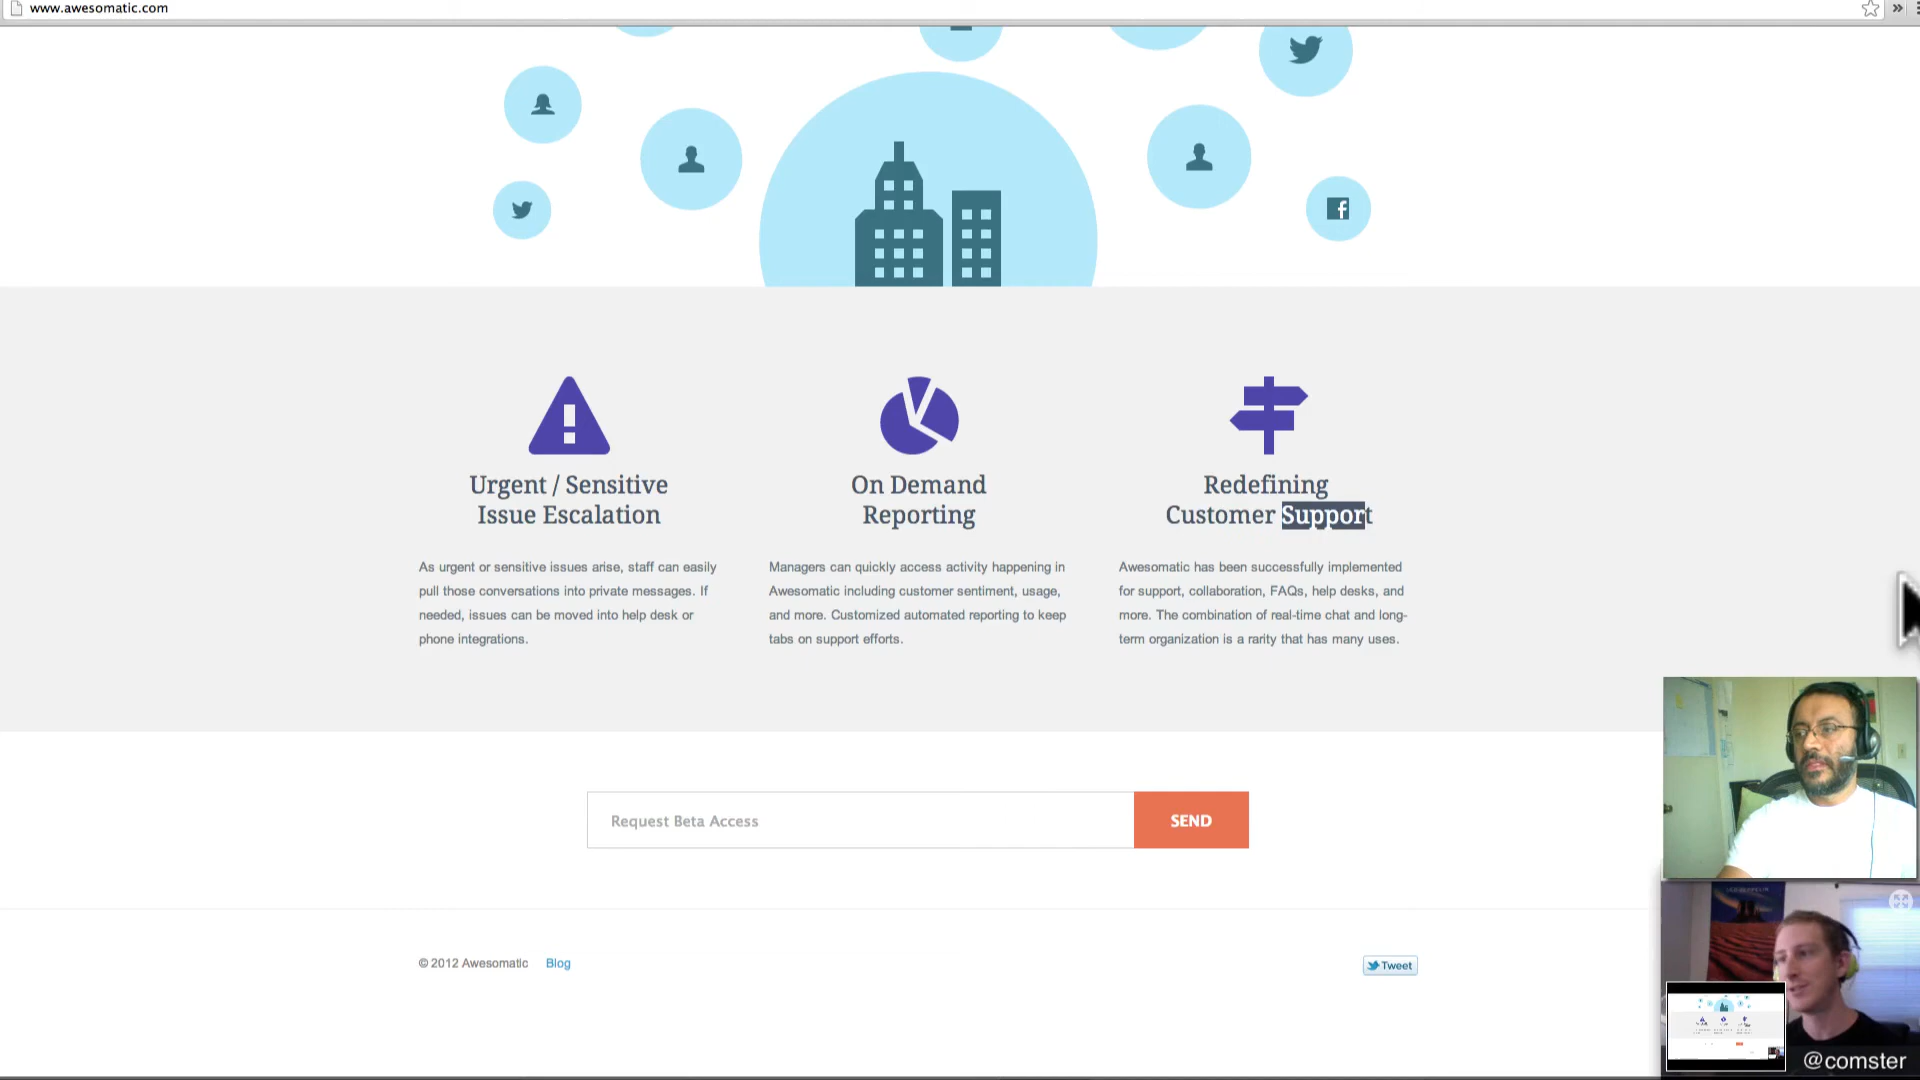 www.awesomatic.com
Urgent / Sensitive
Issue Escalation
As urgent or sensitive issues arise, staff can easily
pull those conversations into private messages. If
needed, issues can be moved into help desk or
phone integrations.
On Demand
Reporting
Managers can quickly access activity happening in
Awesomatic including customer sentiment, usage,
and more. Customized automated reporting to keep
tabs on support efforts.
Redefining
Customer Support
Awesomatic has been successfully implemented
for support, collaboration, FAQs, help desks, and
more. The combination of real-time chat and long-
term organization is a rarity that has many uses.
Request Beta Access
SEND
© 2012 Awesomatic
Blog
Tweet
@comster